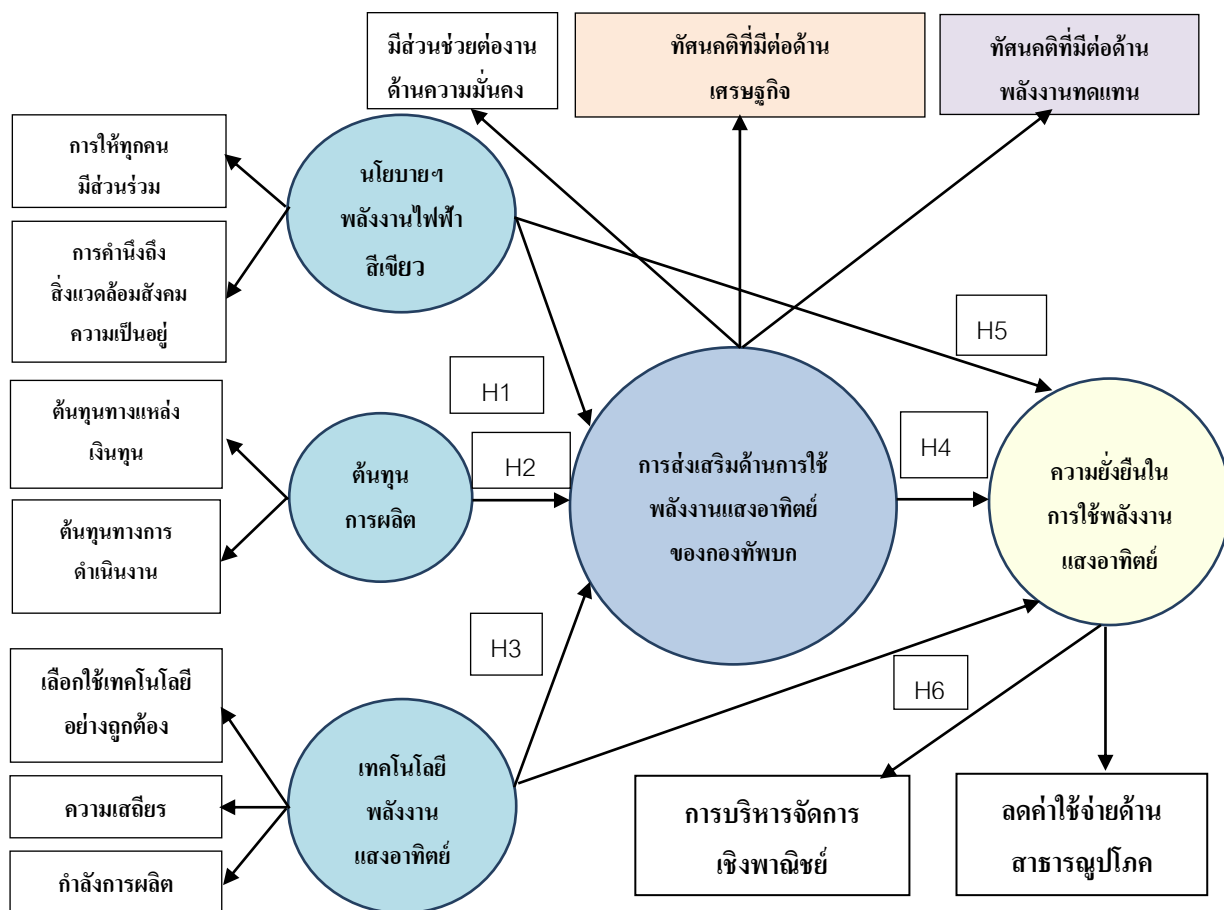 มีส่วนช่วยต่องาน
ด้านความมั่นคง
ทัศนคติที่มีต่อด้าน
เศรษฐกิจ
ทัศนคติที่มีต่อด้าน
พลังงานทดแทน
การให้ทุกคน
มีส่วนร่วม
นโยบายฯ
พลังงานไฟฟ้า
สีเขียว
การคำนึงถึง
สิ่งแวดล้อมสังคม
ความเป็นอยู่
H5
H1
ต้นทุนทางแหล่ง
เงินทุน
H2
H4
ต้นทุน
การผลิต
การส่งเสริมด้านการใช้
พลังงานแสงอาทิตย์
ของกองทัพบก
ความยั่งยืนใน
การใช้พลังงาน
แสงอาทิตย์
ต้นทุนทางการ
ดำเนินงาน
H3
เลือกใช้เทคโนโลยี
อย่างถูกต้อง
H6
เทคโนโลยี
พลังงาน
แสงอาทิตย์
ความเสถียร
กำลังการผลิต
การบริหารจัดการ
เชิงพาณิชย์
ลดค่าใช้จ่ายด้าน
สาธารณูปโภค